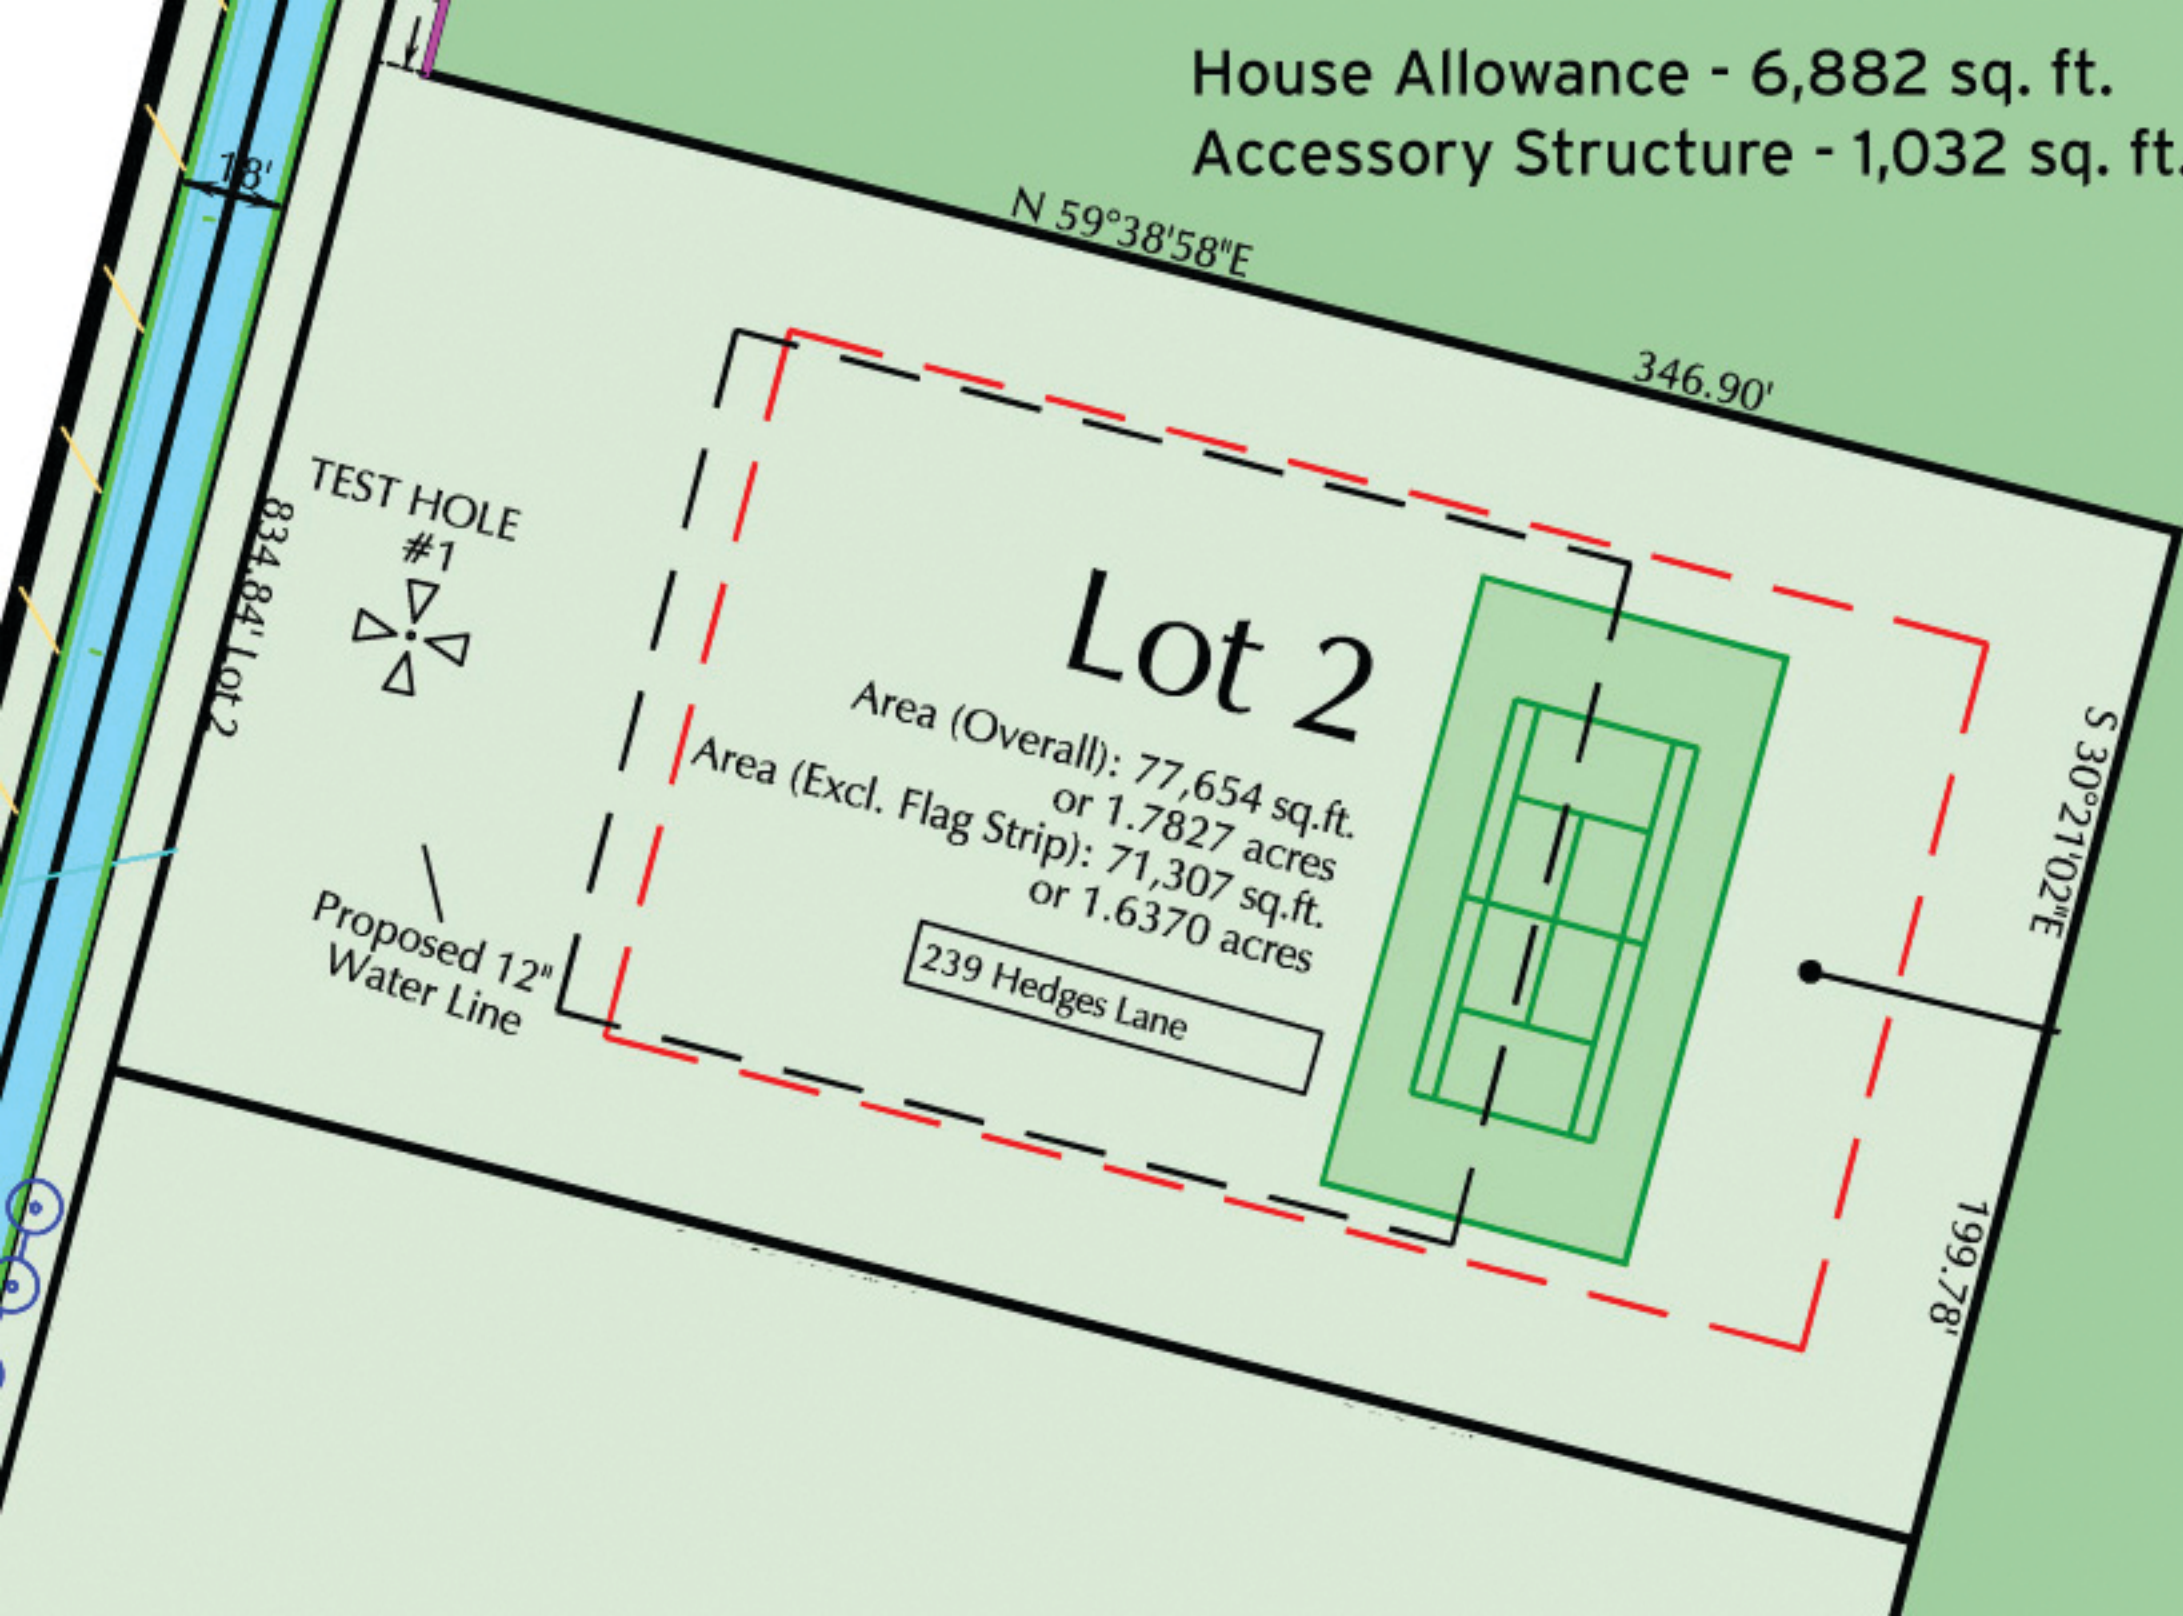 House Allowance - 6,882 sq. ft.
Accessory Structure - 1,032 sq. ft.
18'
N 59°38'58"E
346.90'
TEST HOLE
#1
834.84' Lot 2
Lot 2
Area (Overall): 77,654 sq.ft.
or 1.7827 acres
Area (Excl. Flag Strip): 71,307 sq.ft.
or 1.6370 acres
239 Hedges Lane
S 30°21'02"E
199.78'
Proposed 12"
Water Line